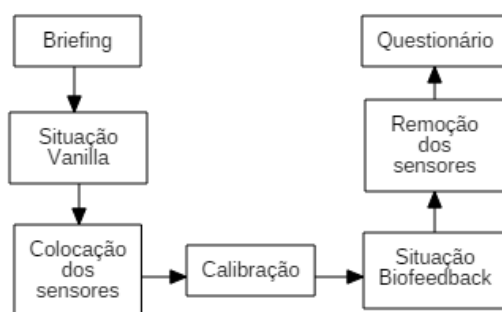 Briefing
Situação
Vanilla
Colocação
dos
sensores
Calibração
Situação
Biofeedback
Remoção
dos
sensores
Questionário